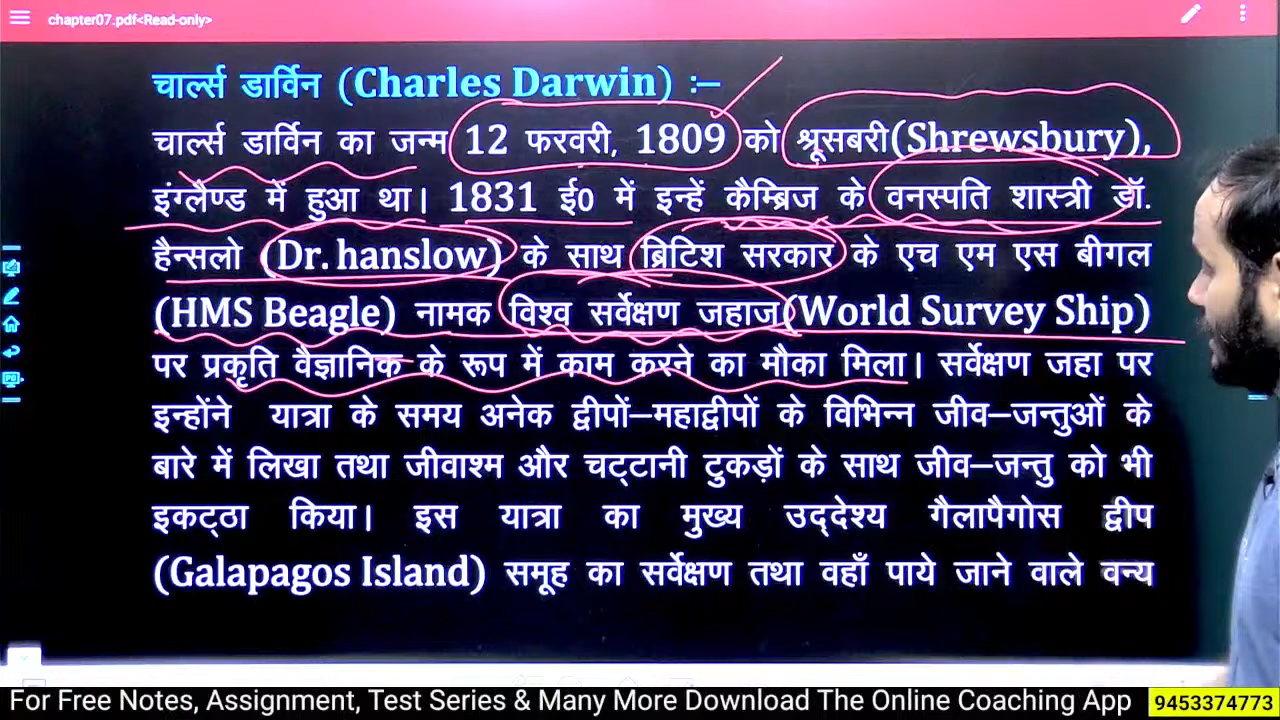 chapter07.pdf<Read-only>
चार्ल्स डार्विन (Charles Darwin) :–
चार्ल्स डार्विन का जन्म 12 फरवरी, 1809 को श्रूसबरी(Shrewsbury),
इंग्लैण्ड में हुआ था। 1831 ई0 में इन्हें कैम्ब्रिज के वनस्पति शास्त्री डॉ.
हैन्सलो (Dr. hanslow) के साथ ब्रिटिश सरकार के एच एम एस बीगल
(HMS Beagle) नामक विश्व सर्वेक्षण जहाज(World Survey Ship)
पर प्रकृति वैज्ञानिक के रूप में काम करने का मौका मिला। सर्वेक्षण जहा पर
इन्होंने यात्रा के समय अनेक द्वीपों–महाद्वीपों के विभिन्न जीव–जन्तुओं के
बारे में लिखा तथा जीवाश्म और चट्टानी टुकड़ों के साथ जीव–जन्तु को भी
इकट्ठा किया। इस यात्रा का मुख्य उद्देश्य गैलापैगोस द्वीप
(Galapagos Island) समूह का सर्वेक्षण तथा वहाँ पाये जाने वाले वन्य
For Free Notes, Assignment, Test Series & Many More Download The Online Coaching App 9453374773